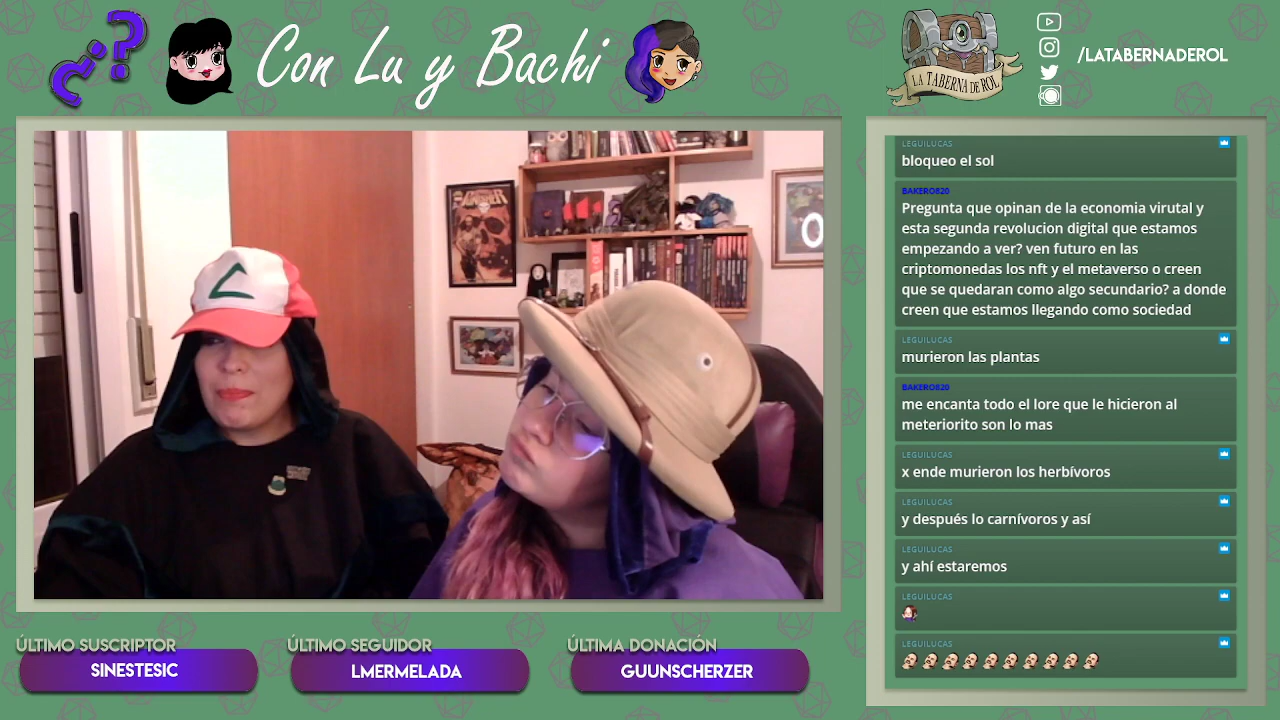 ¿?
Con Lu y Bachi
LA TABERNA DE ROL
/LATABERNADEROL
LEGUILUCAS
bloqueo el sol
BAKERO820
Pregunta que opinan de la economia virutal y
esta segunda revolucion digital que estamos
empezando a ver? ven futuro en las
criptomonedas los nft y el metaverso o creen
que se quedaran como algo secundario? a donde
creen que estamos llegando como sociedad
LEGUILUCAS
murieron las plantas
BAKERO820
me encanta todo el lore que le hicieron al
meteriorito son lo mas
LEGUILUCAS
x ende murieron los herbívoros
LEGUILUCAS
y después lo carnívoros y así
LEGUILUCAS
y ahí estaremos
LEGUILUCAS
LEGUILUCAS
ÚLTIMO SUSCRIPTOR
SINESTESIC
ÚLTIMO SEGUIDOR
LMERMELADA
ÚLTIMA DONACIÓN
GUUNSCHERZER